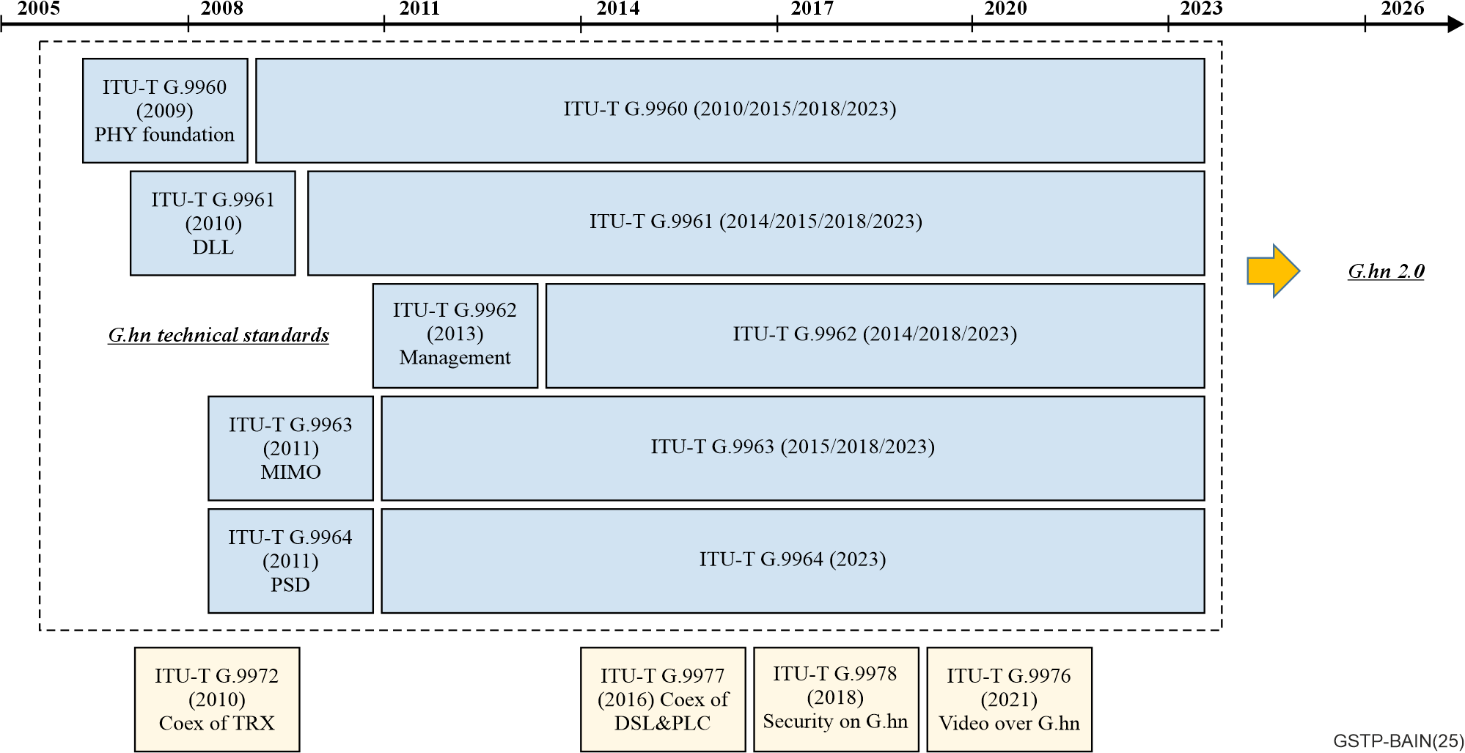 2005 2008 2011 2014 2017 2020 2023 2026
ITU-T G.9960
(2009)
PHY foundation
ITU-T G.9960 (2010/2015/2018/2023)
ITU-T G.9961
(2010)
DLL
ITU-T G.9961 (2014/2015/2018/2023)
G.hn 2.0
G.hn technical standards
ITU-T G.9962
(2013)
Management
ITU-T G.9962 (2014/2018/2023)
ITU-T G.9963
(2011)
MIMO
ITU-T G.9963 (2015/2018/2023)
ITU-T G.9964
(2011)
PSD
ITU-T G.9964 (2023)
ITU-T G.9972
(2010)
Coex of TRX
ITU-T G.9977
(2016) Coex of
DSL&PLC
ITU-T G.9978
(2018)
Security on G.hn
ITU-T G.9976
(2021)
Video over G.hn
GSTP-BAIN(25)